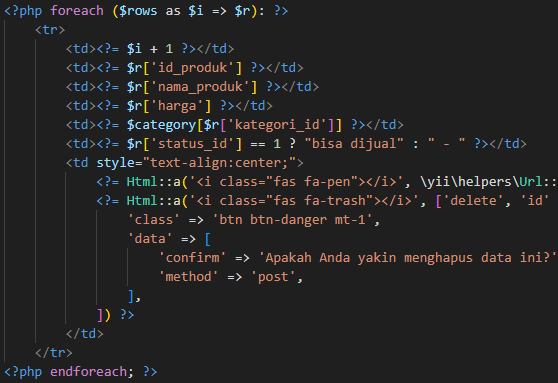 <?php foreach ($rows as $i => $r): ?>
<tr>
<td><?= $i + 1 ?></td>
<td><?= $r['id_produk'] ?></td>
<td><?= $r['nama_produk'] ?></td>
<td><?= $r['harga'] ?></td>
<td><?= $category[$r['kategori_id']] ?></td>
<td><?= $r['status_id'] == 1 ? "bisa dijual" : " - " ?></td>
<td style="text-align:center;">
<?= Html::a('<i class="fas fa-pen"></i>', \yii\helpers\Url::
<?= Html::a('<i class="fas fa-trash"></i>', ['delete', 'id'
'class' => 'btn btn-danger mt-1',
'data' => [
'confirm' => 'Apakah Anda yakin menghapus data ini?'
'method' => 'post',
],
]) ?>
</td>
</tr>
<?php endforeach; ?>